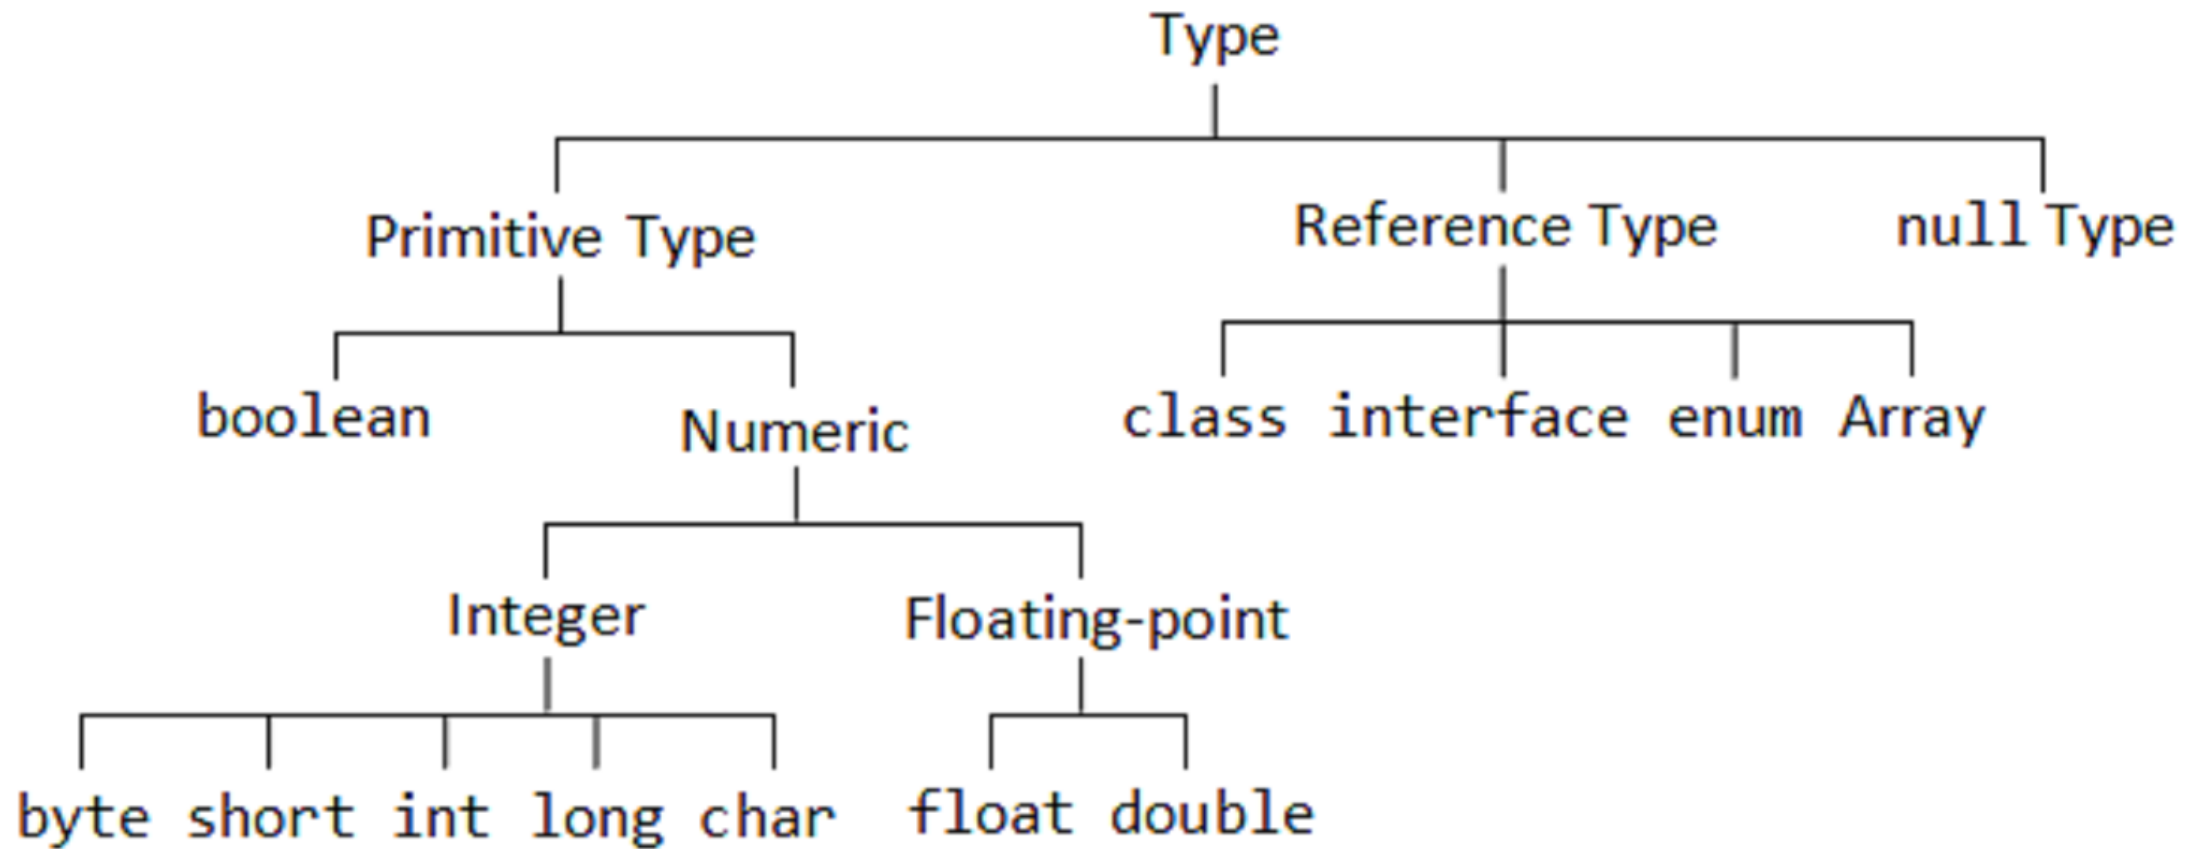 Type
Primitive Type Reference Type null Type
boolean Numeric class interface enum Array
Integer Floating-point
byte short int long char float double